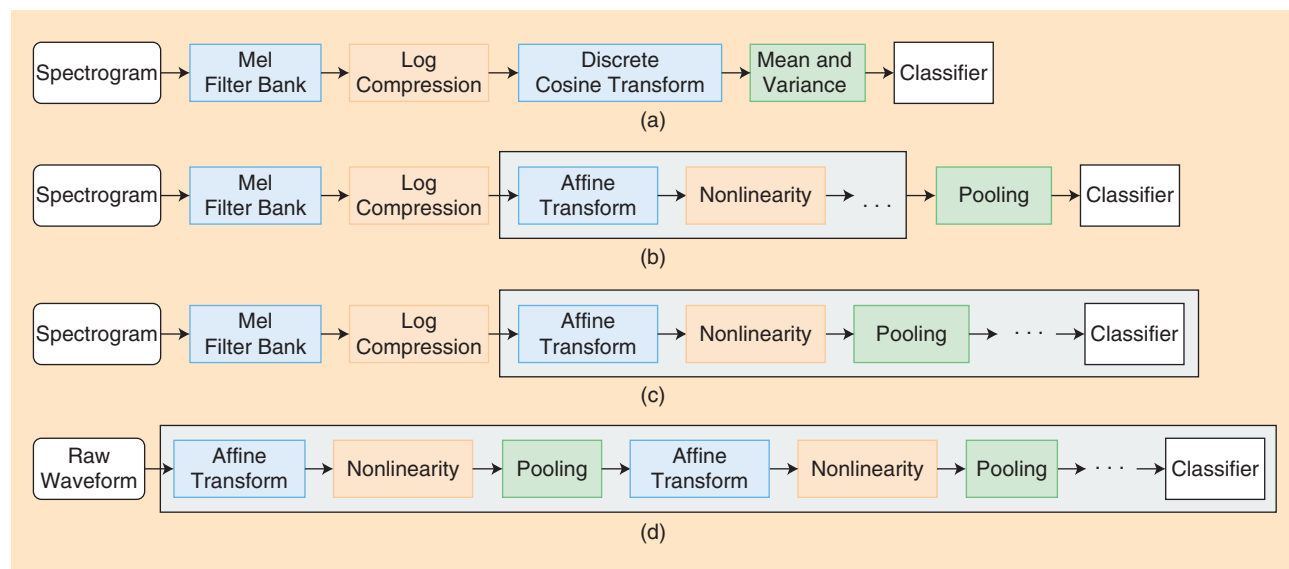 Spectrogram
Mel
Filter Bank
Log
Compression
Discrete
Cosine Transform
Mean and
Variance
Classifier
(a)
Spectrogram
Mel
Filter Bank
Log
Compression
Affine
Transform
Nonlinearity
. . .
Pooling
Classifier
(b)
Spectrogram
Mel
Filter Bank
Log
Compression
Affine
Transform
Nonlinearity
Pooling
. . .
Classifier
(c)
Raw
Waveform
Affine
Transform
Nonlinearity
Pooling
Affine
Transform
Nonlinearity
Pooling
. . .
Classifier
(d)